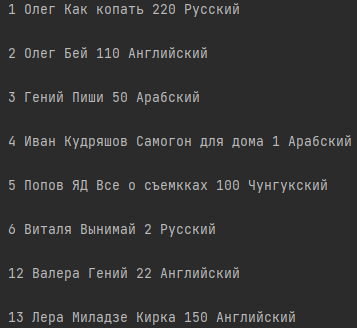 1 Олег Как копать 220 Русский
2 Олег Бей 110 Английский
3 Гений Пиши 50 Арабский
4 Иван Кудряшов Самогон для дома 1 Арабский
5 Попов ЯД Все о съемкках 100 Чунгукский
6 Виталя Вынимай 2 Русский
12 Валера Гений 22 Английский
13 Лера Миладзе Кирка 150 Английский